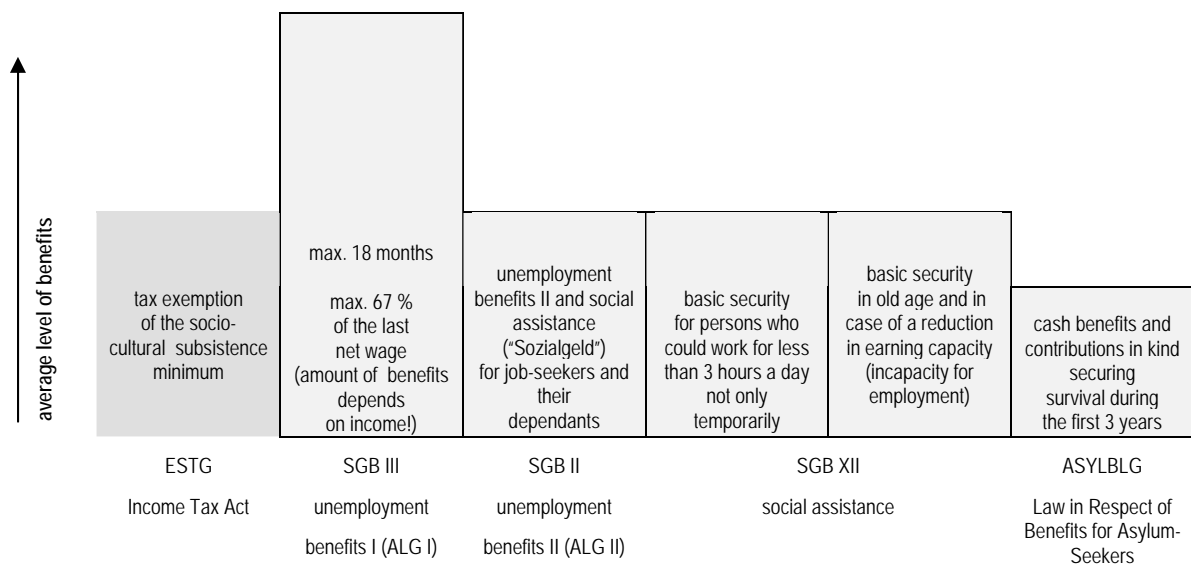 average level of benefits
tax exemption
of the socio-
cultural subsistence
minimum
max. 18 months
max. 67 %
of the last
net wage
(amount of benefits
depends
on income!)
unemployment
benefits II and social
assistance
("Sozialgeld")
for job-seekers and
their
dependants
basic security
for persons who
could work for less
than 3 hours a day
not only
temporarily
basic security
in old age and in
case of a reduction
in earning capacity
(incapacity for
employment)
cash benefits and
contributions in kind
securing
survival during
the first 3 years
ESTG
Income Tax Act
SGB III
unemployment
benefits I (ALG I)
SGB II
unemployment
benefits II (ALG II)
SGB XII
social assistance
ASYLBLG
Law in Respect of
Benefits for Asylum-
Seekers